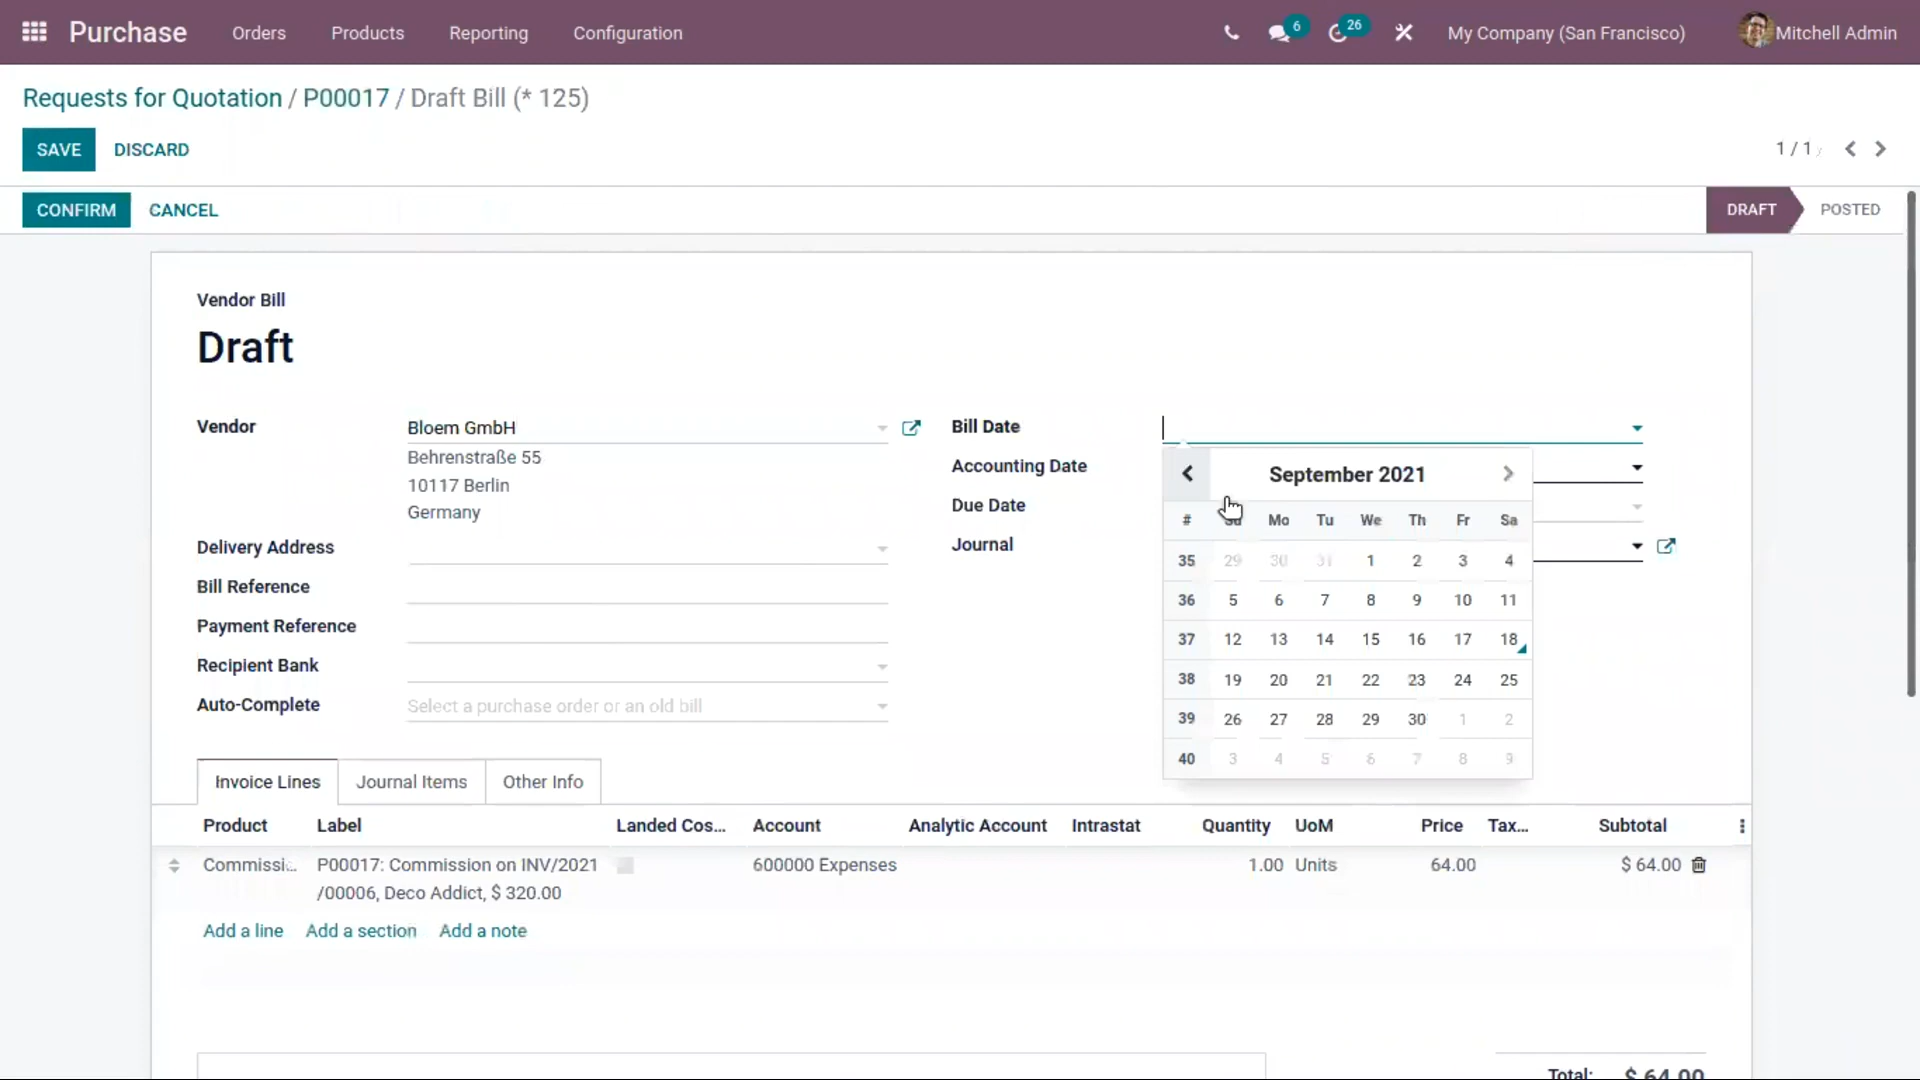 Purchase Orders Products Reporting Configuration 6 26 My Company (San Francisco) Mitchell Admin
Requests for Quotation / P00017 / Draft Bill (* 125)
SAVE DISCARD 1 / 1
CONFIRM CANCEL DRAFT POSTED
Vendor Bill
Draft
Vendor Bloem GmbH
Behrenstraße 55
10117 Berlin
Germany
Delivery Address
Bill Reference
Payment Reference
Recipient Bank
Auto-Complete Select a purchase order or an old bill
Bill Date
Accounting Date
Due Date
Journal
September 2021
# Su Mo Tu We Th Fr Sa
35 29 30 31 1 2 3 4
36 5 6 7 8 9 10 11
37 12 13 14 15 16 17 18
38 19 20 21 22 23 24 25
39 26 27 28 29 30 1 2
40 3 4 5 6 7 8 9
Invoice Lines Journal Items Other Info
Product Label Landed Cos... Account Analytic Account Intrastat Quantity UoM Price Tax... Subtotal
Commissi... P00017: Commission on INV/2021 600000 Expenses 1.00 Units 64.00 $ 64.00
/00006, Deco Addict, $ 320.00
Add a line Add a section Add a note
Total: $ 64.00